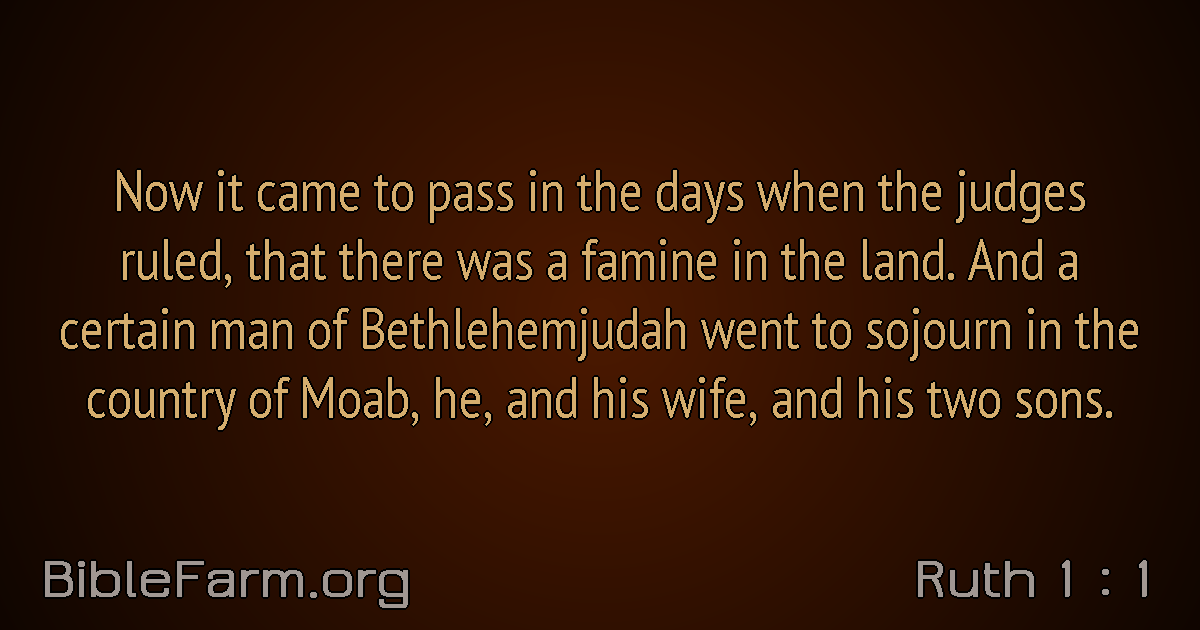 Now it came to pass in the days when the judges
ruled, that there was a famine in the land. And a
certain man of Bethlehemjudah went to sojourn in the
country of Moab, he, and his wife, and his two sons.
BibleFarm.org
Ruth 1 : 1